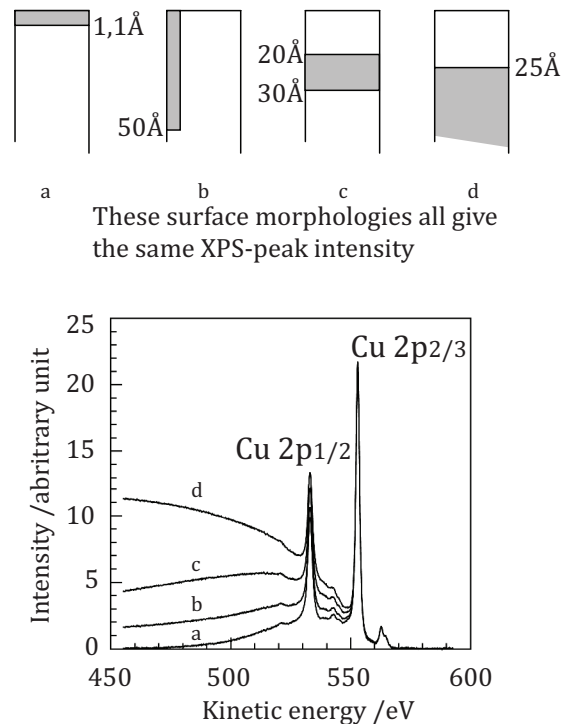 1,1Å
50Å
20Å
30Å
25Å
a
b
c
d
These surface morphologies all give
the same XPS-peak intensity
25
20
15
10
5
0
Intensity /abritrary unit
Cu 2p2/3
Cu 2p1/2
d
c
b
a
450
500
550
600
Kinetic energy /eV